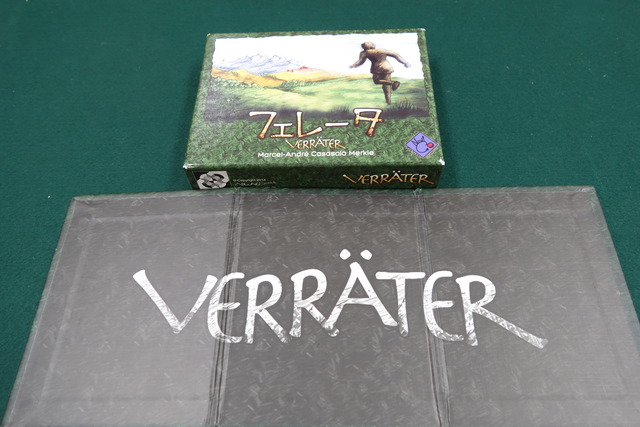 フェレータ
VERRÄTER
Marcel-André Casasola Merkle
VERRÄTER
VERRÄTER